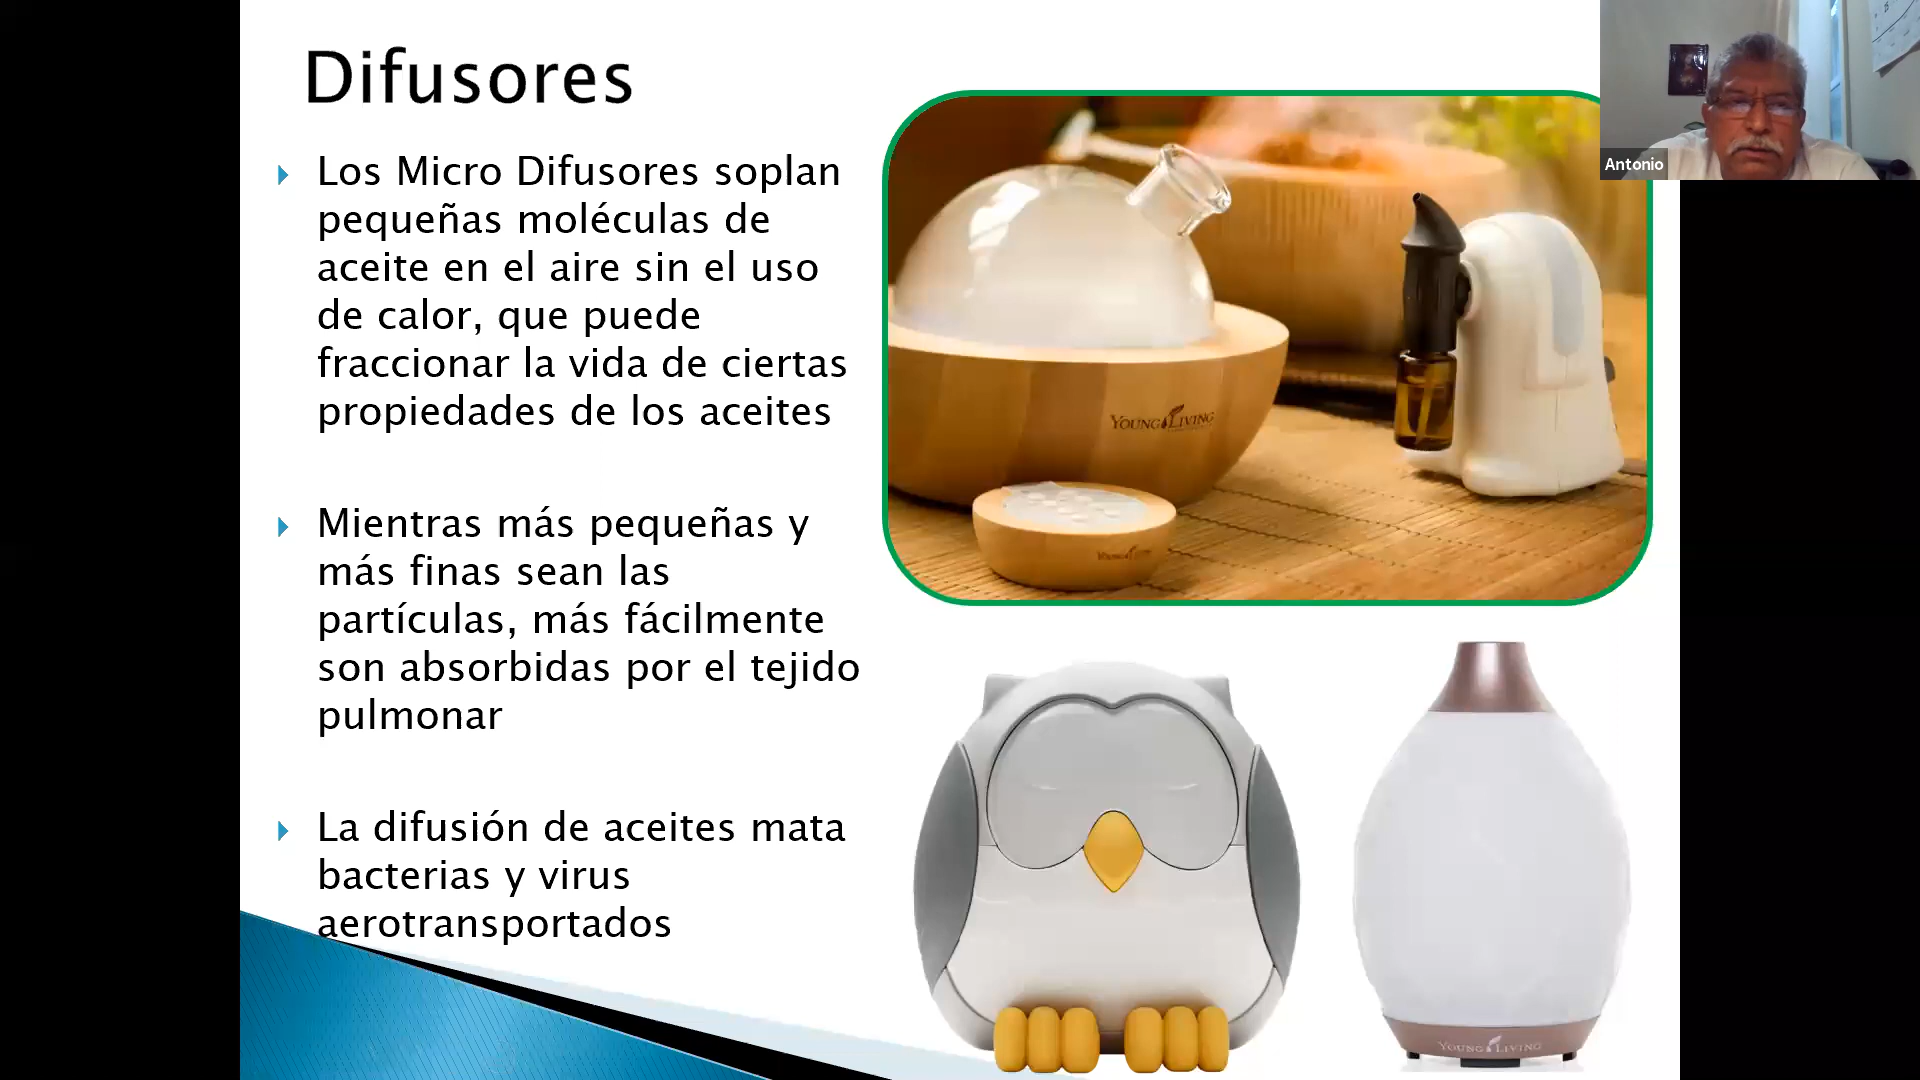 Difusores
Los Micro Difusores soplan
pequeñas moléculas de
aceite en el aire sin el uso
de calor, que puede
fraccionar la vida de ciertas
propiedades de los aceites
Mientras más pequeñas y
más finas sean las
partículas, más fácilmente
son absorbidas por el tejido
pulmonar
La difusión de aceites mata
bacterias y virus
aerotransportados
YOUNG LIVING
YOUNG LIVING
YOUNG LIVING
Antonio